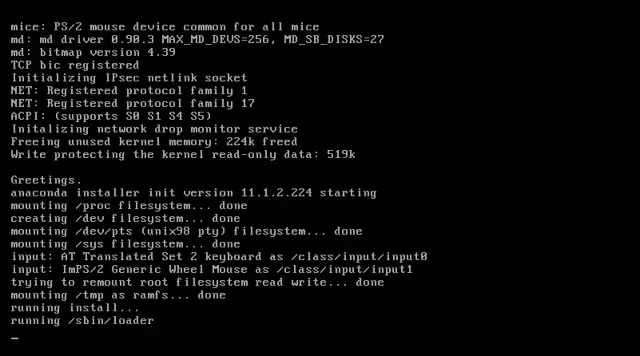 mice: PS/2 mouse device common for all mice
md: md driver 0.90.3 MAX_MD_DEVS=256, MD_SB_DISKS=27
md: bitmap version 4.39
TCP bic registered
Initializing IPsec netlink socket
NET: Registered protocol family 1
NET: Registered protocol family 17
ACPI: (supports S0 S1 S4 S5)
Initalizing network drop monitor service
Freeing unused kernel memory: 224k freed
Write protecting the kernel read-only data: 519k
Greetings.
anaconda installer init version 11.1.2.224 starting
mounting /proc filesystem... done
creating /dev filesystem... done
mounting /dev/pts (unix98 pty) filesystem... done
mounting /sys filesystem... done
input: AT Translated Set 2 keyboard as /class/input/input0
input: ImPS/2 Generic Wheel Mouse as /class/input/input1
trying to remount root filesystem read write... done
mounting /tmp as ramfs... done
running install...
running /sbin/loader